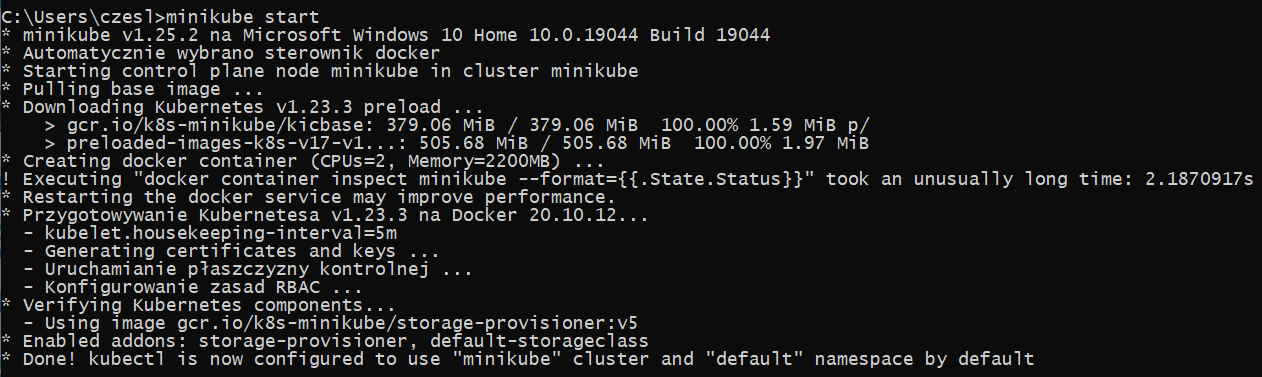 C:\Users\czesl>minikube start
* minikube v1.25.2 na Microsoft Windows 10 Home 10.0.19044 Build 19044
* Automatycznie wybrano sterownik docker
* Starting control plane node minikube in cluster minikube
* Pulling base image ...
* Downloading Kubernetes v1.23.3 preload ...
    > gcr.io/k8s-minikube/kicbase: 379.06 MiB / 379.06 MiB  100.00% 1.59 MiB p/
    > preloaded-images-k8s-v17-v1...: 505.68 MiB / 505.68 MiB  100.00% 1.97 MiB
* Creating docker container (CPUs=2, Memory=2200MB) ...
! Executing "docker container inspect minikube --format={{.State.Status}}" took an unusually long time: 2.1870917s
* Restarting the docker service may improve performance.
* Przygotowywanie Kubernetesa v1.23.3 na Docker 20.10.12...
  - kubelet.housekeeping-interval=5m
  - Generating certificates and keys ...
  - Uruchamianie płaszczyzny kontrolnej ...
  - Konfigurowanie zasad RBAC ...
* Verifying Kubernetes components...
  - Using image gcr.io/k8s-minikube/storage-provisioner:v5
* Enabled addons: storage-provisioner, default-storageclass
* Done! kubectl is now configured to use "minikube" cluster and "default" namespace by default